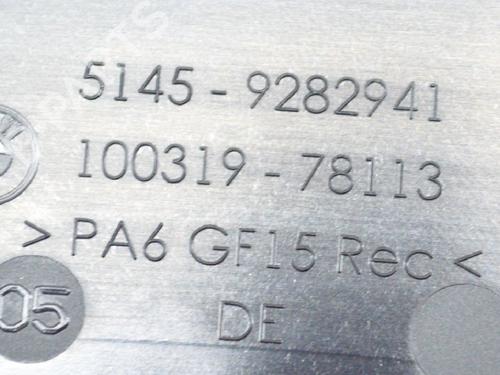 5145 - 9282941
100319 - 78113
> PA6 GF15 Rec <
05
DE